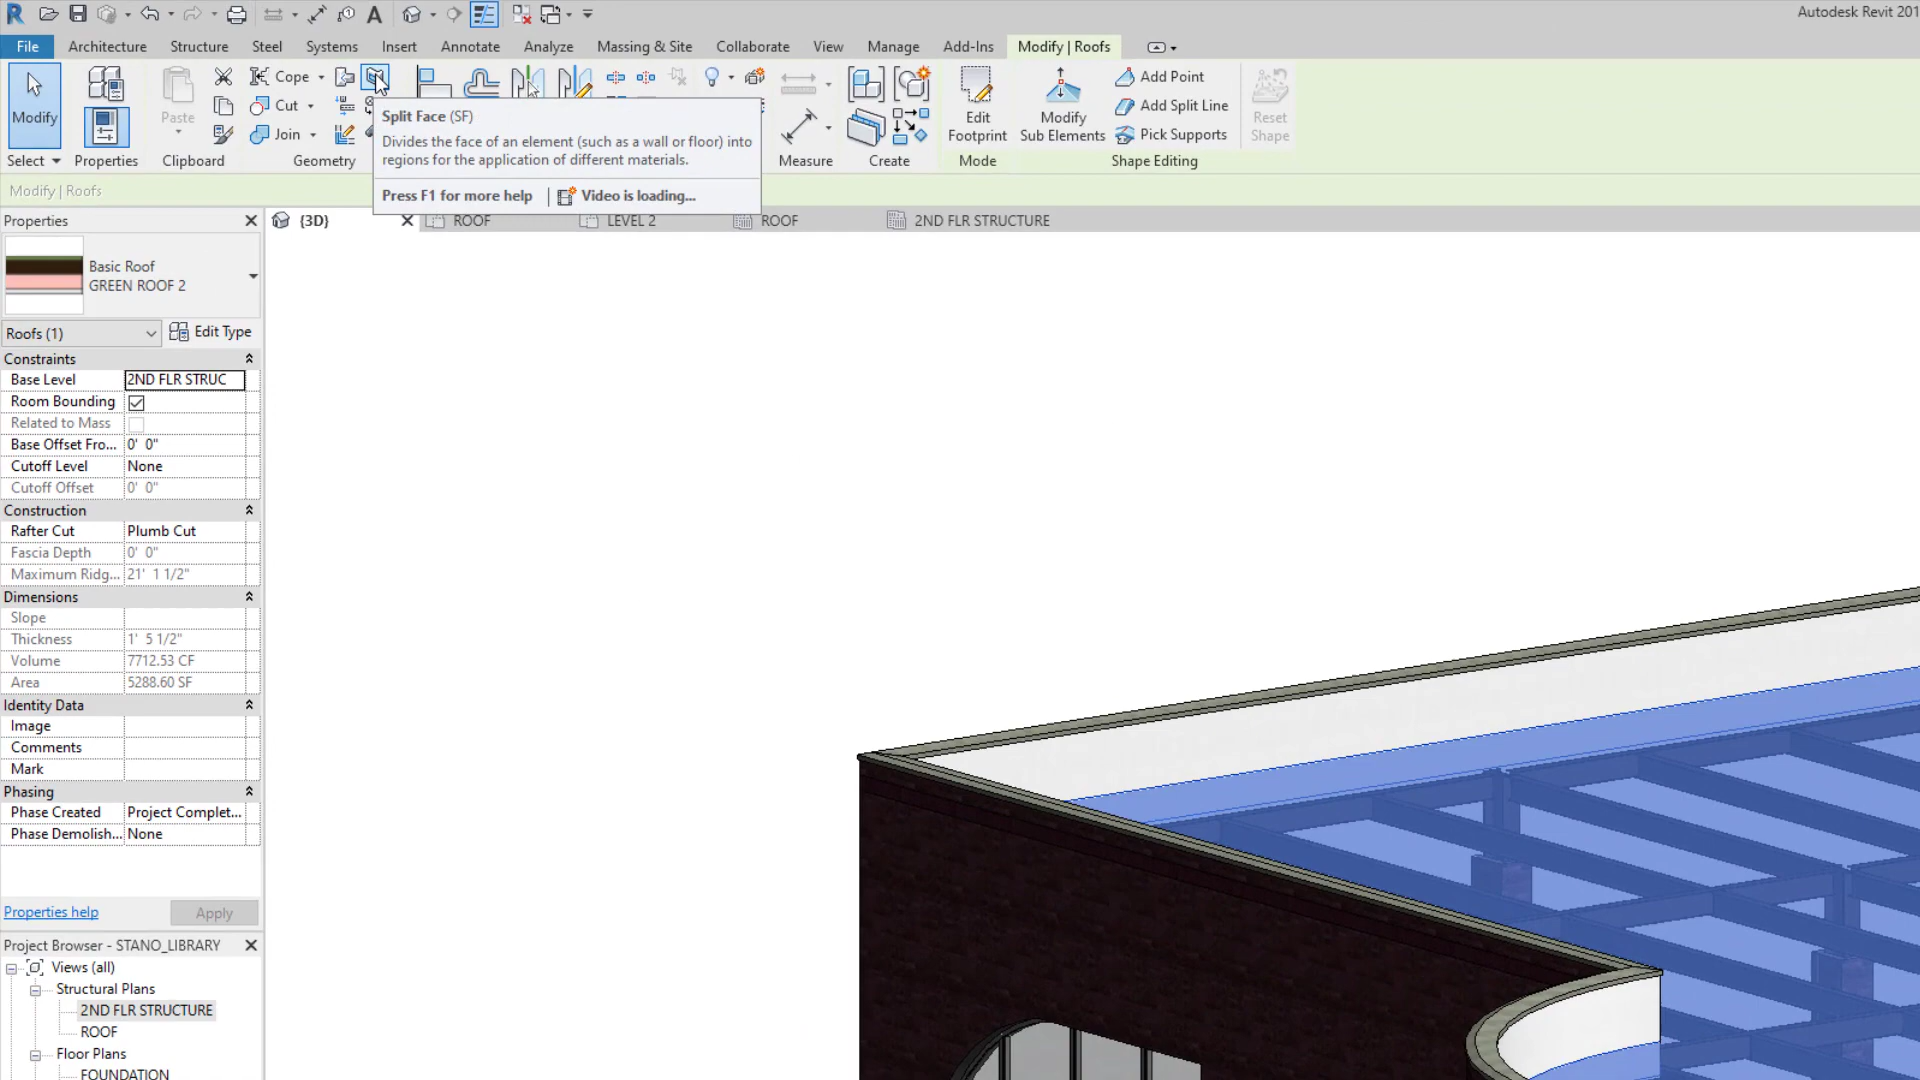 Autodesk Revit 201
File
Architecture
Structure
Steel
Systems
Insert
Annotate
Analyze
Massing & Site
Collaborate
View
Manage
Add-Ins
Modify | Roofs
Modify
Select
Properties
Paste
Clipboard
Cope
Cut
Join
Geometry
Measure
Create
Edit
Footprint
Mode
Modify
Sub Elements
Add Point
Add Split Line
Pick Supports
Reset
Shape
Shape Editing
Split Face (SF)
Divides the face of an element (such as a wall or floor) into
regions for the application of different materials.
Press F1 for more help
Video is loading...
Modify | Roofs
Properties
{3D}
ROOF
LEVEL 2
ROOF
2ND FLR STRUCTURE
Basic Roof
GREEN ROOF 2
Roofs (1)
Edit Type
Constraints
Base Level 2ND FLR STRUC
Room Bounding
Related to Mass
Base Offset Fro... 0' 0"
Cutoff Level None
Cutoff Offset 0' 0"
Construction
Rafter Cut Plumb Cut
Fascia Depth 0' 0"
Maximum Ridg... 21' 1 1/2"
Dimensions
Slope
Thickness 1' 5 1/2"
Volume 7712.53 CF
Area 5288.60 SF
Identity Data
Image
Comments
Mark
Phasing
Phase Created Project Complet...
Phase Demolish... None
Properties help
Apply
Project Browser - STANO_LIBRARY
Views (all)
Structural Plans
2ND FLR STRUCTURE
ROOF
Floor Plans
FOUNDATION